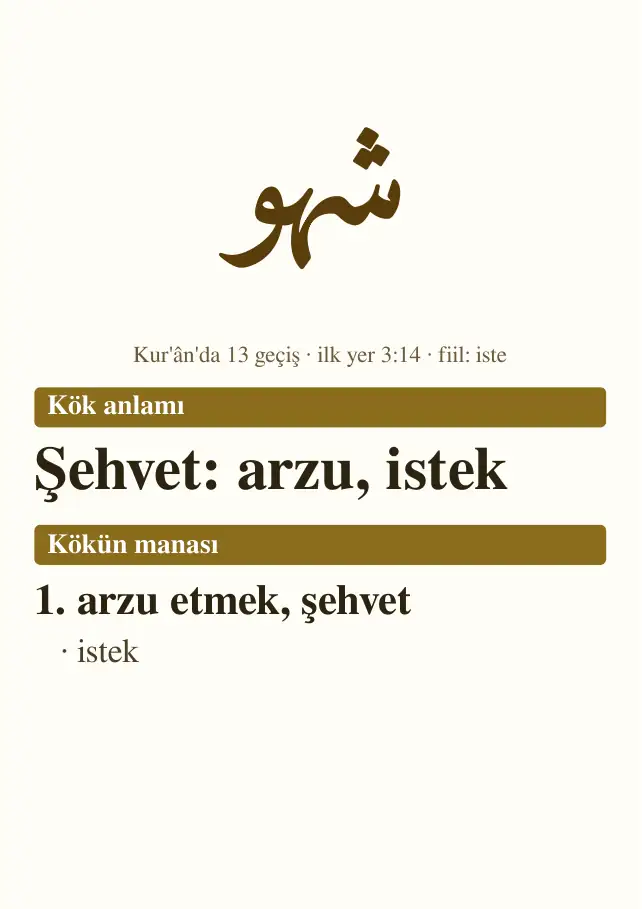 شهو
Kur'ân'da 13 geçiş · ilk yer 3:14 · fiil: iste
Kök anlamı
Şehvet: arzu, istek
Kökün manası
1. arzu etmek, şehvet
· istek